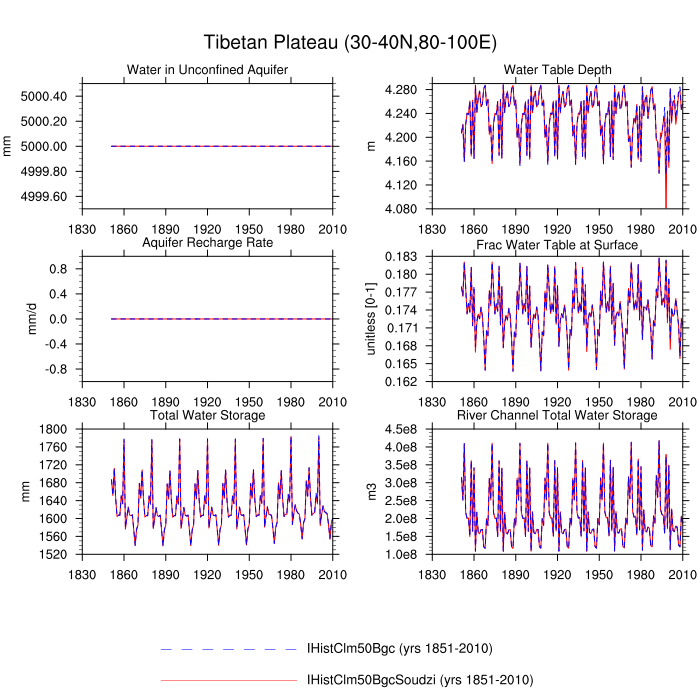 Tibetan Plateau (30-40N,80-100E)
Water in Unconfined Aquifer
5000.40
5000.20
5000.00
4999.80
4999.60
mm
1830 1860 1890 1920 1950 1980 2010
Water Table Depth
4.280
4.240
4.200
4.160
4.120
4.080
m
1830 1860 1890 1920 1950 1980 2010
Aquifer Recharge Rate
0.8
0.4
0.0
-0.4
-0.8
mm/d
1830 1860 1890 1920 1950 1980 2010
Frac Water Table at Surface
0.183
0.180
0.177
0.174
0.171
0.168
0.165
0.162
unitless [0-1]
1830 1860 1890 1920 1950 1980 2010
Total Water Storage
1800
1760
1720
1680
1640
1600
1560
1520
mm
1830 1860 1890 1920 1950 1980 2010
River Channel Total Water Storage
4.5e8
4.0e8
3.5e8
3.0e8
2.5e8
2.0e8
1.5e8
1.0e8
m3
1830 1860 1890 1920 1950 1980 2010
IHistClm50Bgc (yrs 1851-2010)
IHistClm50BgcSoudzi (yrs 1851-2010)